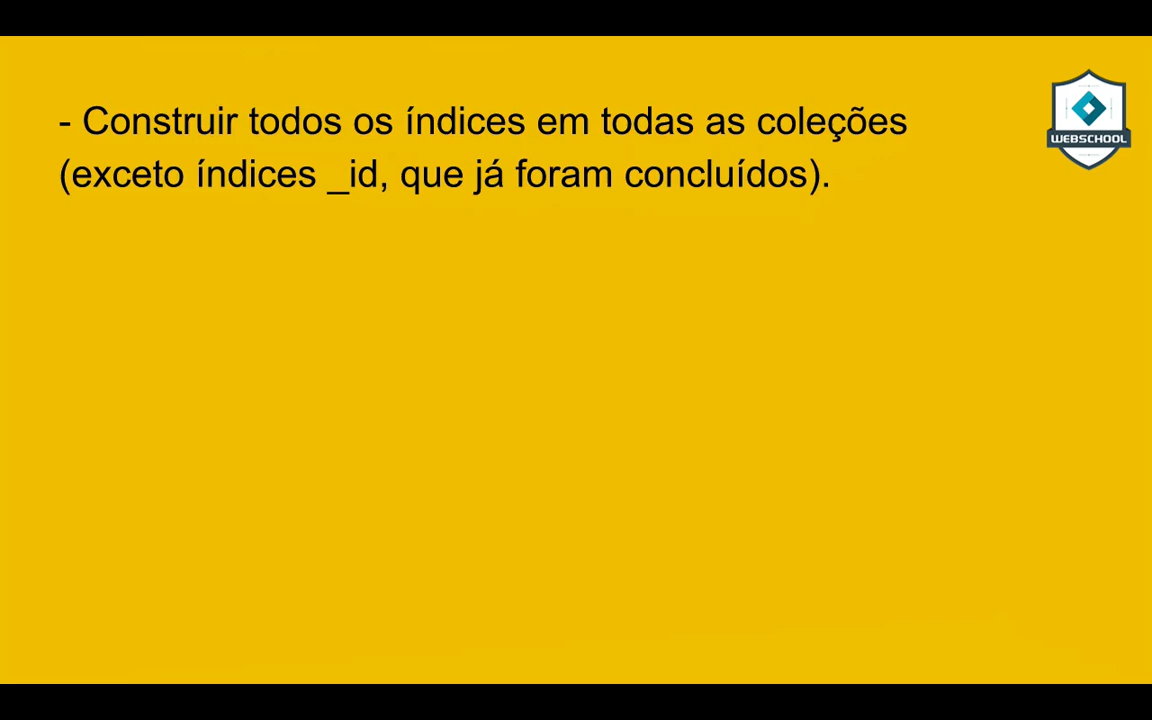 - Construir todos os índices em todas as coleções
(exceto índices _id, que já foram concluídos).
WEBSCHOOL